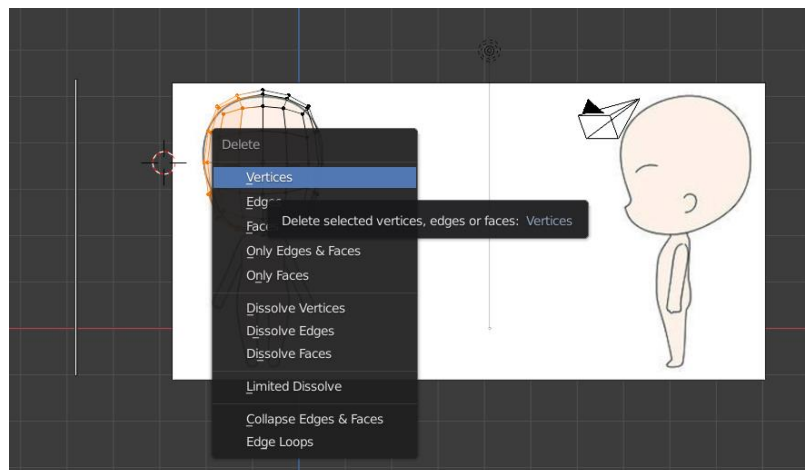 Delete
Vertices
Delete selected vertices, edges or faces: Vertices
Only Edges & Faces
Only Faces
Dissolve Vertices
Dissolve Edges
Dissolve Faces
Limited Dissolve
Collapse Edges & Faces
Edge Loops